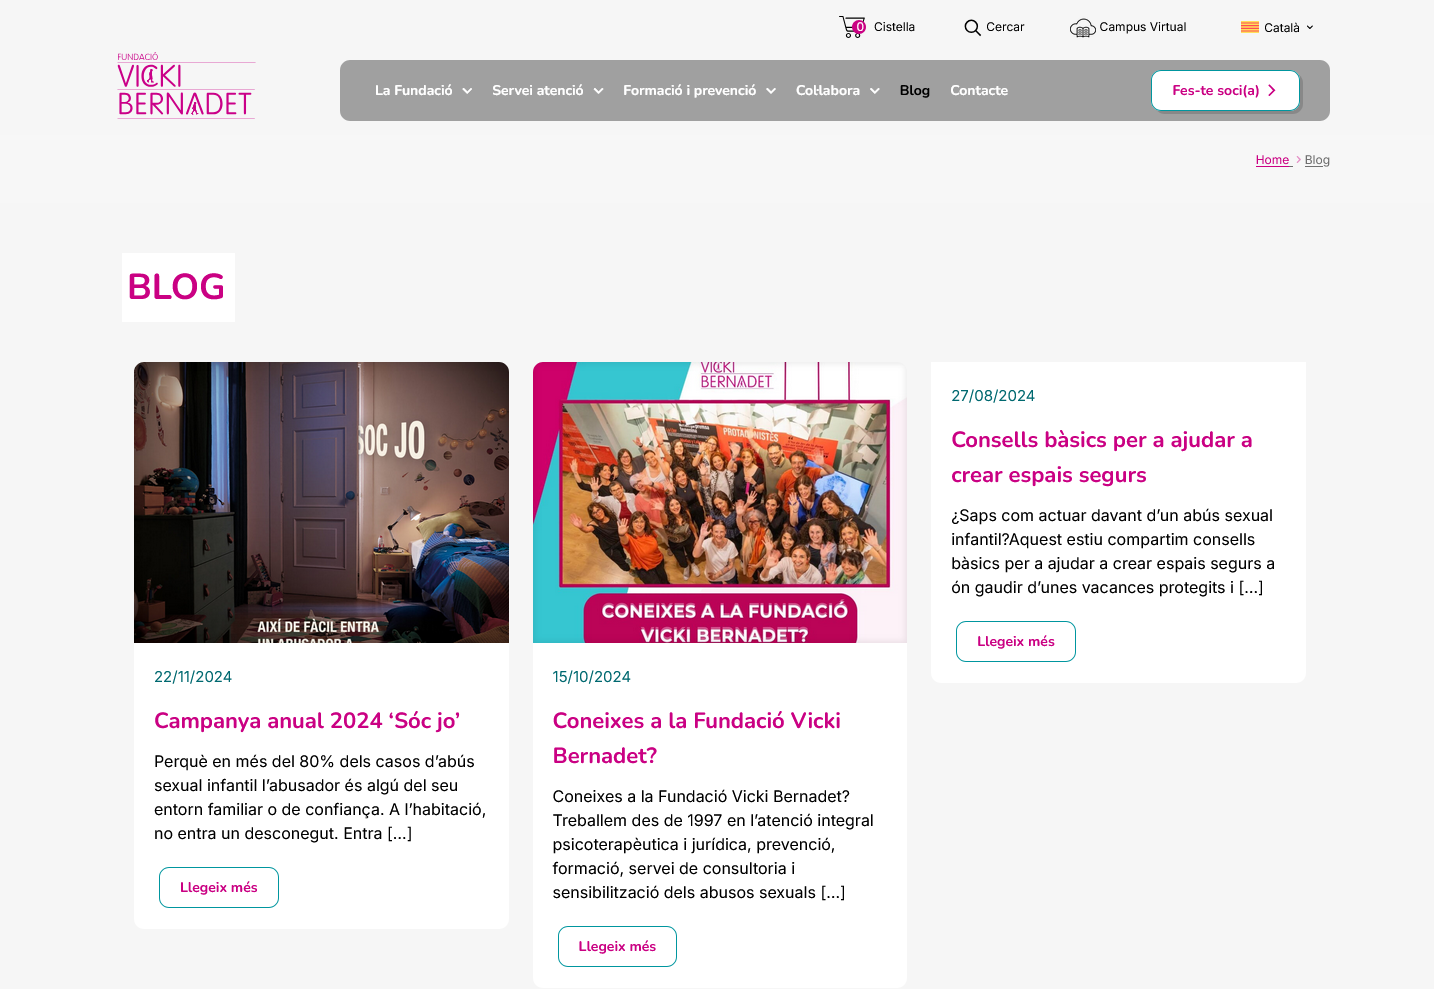 0 Cistella
Cercar
Campus Virtual
Català
FUNDACIÓ
VICKI
BERNADET
La Fundació
Servei atenció
Formació i prevenció
Col·labora
Blog
Contacte
Fes-te soci(a)
Home > Blog
BLOG
SÓC JO
AIXÍ DE FÀCIL ENTRA
UN ABUSADOR A
22/11/2024
Campanya anual 2024 ‘Sóc jo’
Perquè en més del 80% dels casos d’abús
sexual infantil l’abusador és algú del seu
entorn familiar o de confiança. A l’habitació,
no entra un desconegut. Entra […]
Llegeix més
VICKI
BERNADET
PROTAGONISTES
CONEIXES A LA FUNDACIÓ
VICKI BERNADET?
15/10/2024
Coneixes a la Fundació Vicki
Bernadet?
Coneixes a la Fundació Vicki Bernadet?
Treballem des de 1997 en l’atenció integral
psicoterapèutica i jurídica, prevenció,
formació, servei de consultoria i
sensibilització dels abusos sexuals […]
Llegeix més
27/08/2024
Consells bàsics per a ajudar a
crear espais segurs
¿Saps com actuar davant d’un abús sexual
infantil?Aquest estiu compartim consells
bàsics per a ajudar a crear espais segurs a
ón gaudir d’unes vacances protegits i […]
Llegeix més